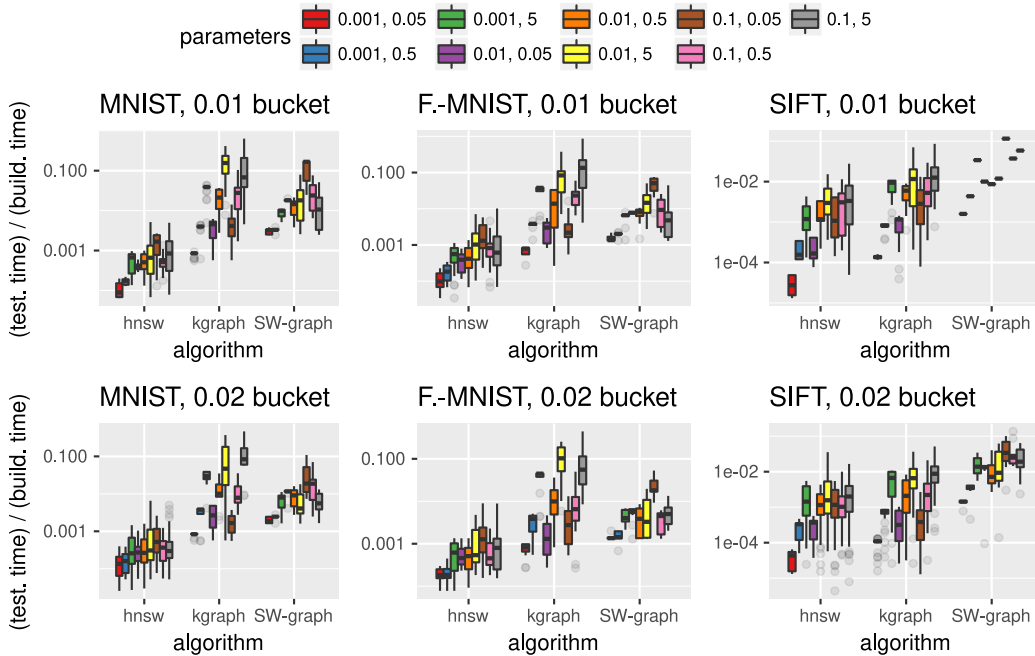 parameters
0.001, 0.05
0.001, 5
0.01, 0.5
0.1, 0.05
0.1, 5
0.001, 0.5
0.01, 0.05
0.01, 5
0.1, 0.5
MNIST, 0.01 bucket
F.-MNIST, 0.01 bucket
SIFT, 0.01 bucket
(test. time) / (build. time)
0.100
0.001
0.100
0.001
1e−02
1e−04
hnsw kgraph SW-graph
hnsw kgraph SW-graph
hnsw kgraph SW-graph
algorithm
algorithm
algorithm
MNIST, 0.02 bucket
F.-MNIST, 0.02 bucket
SIFT, 0.02 bucket
(test. time) / (build. time)
0.100
0.001
0.100
0.001
1e−02
1e−04
hnsw kgraph SW-graph
hnsw kgraph SW-graph
hnsw kgraph SW-graph
algorithm
algorithm
algorithm